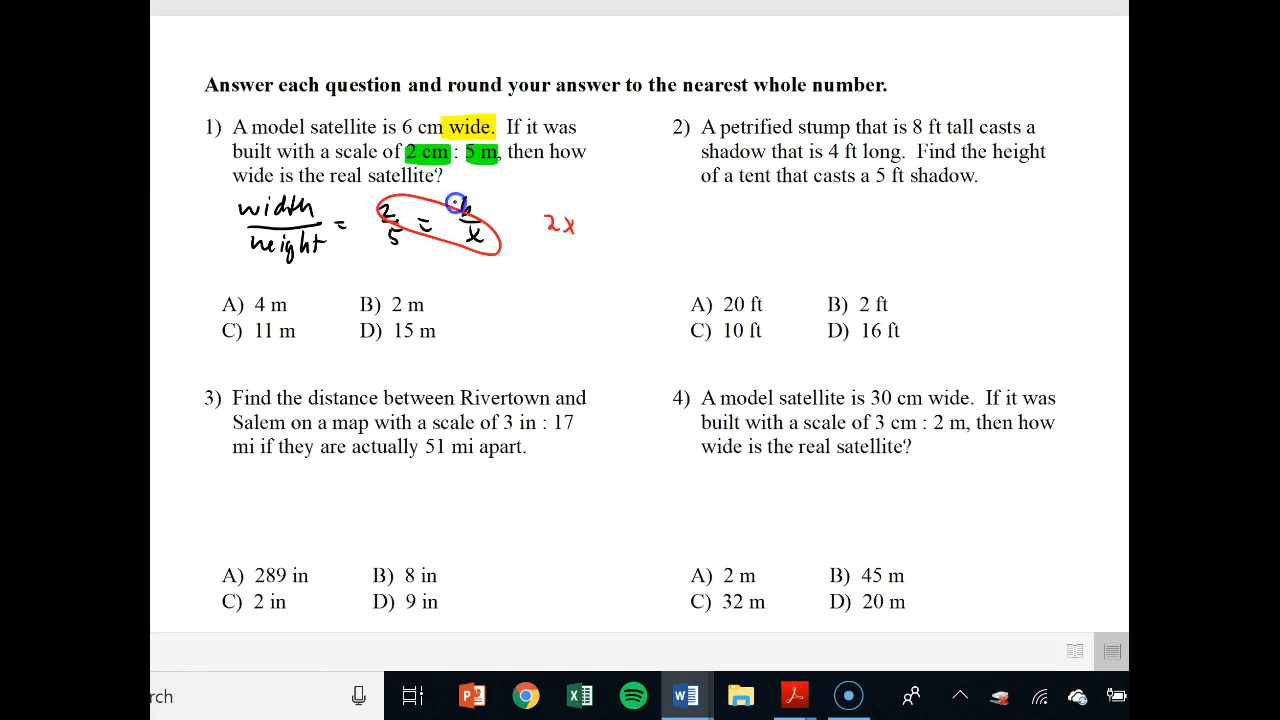 Answer each question and round your answer to the nearest whole number.
1) A model satellite is 6 cm wide. If it was
built with a scale of 2 cm : 5 m, then how
wide is the real satellite?
width
height
=
2
5
=
x
2x
A) 4 m B) 2 m
C) 11 m D) 15 m
2) A petrified stump that is 8 ft tall casts a
shadow that is 4 ft long. Find the height
of a tent that casts a 5 ft shadow.
A) 20 ft B) 2 ft
C) 10 ft D) 16 ft
3) Find the distance between Rivertown and
Salem on a map with a scale of 3 in : 17
mi if they are actually 51 mi apart.
A) 289 in B) 8 in
C) 2 in D) 9 in
4) A model satellite is 30 cm wide. If it was
built with a scale of 3 cm : 2 m, then how
wide is the real satellite?
A) 2 m B) 45 m
C) 32 m D) 20 m
rch